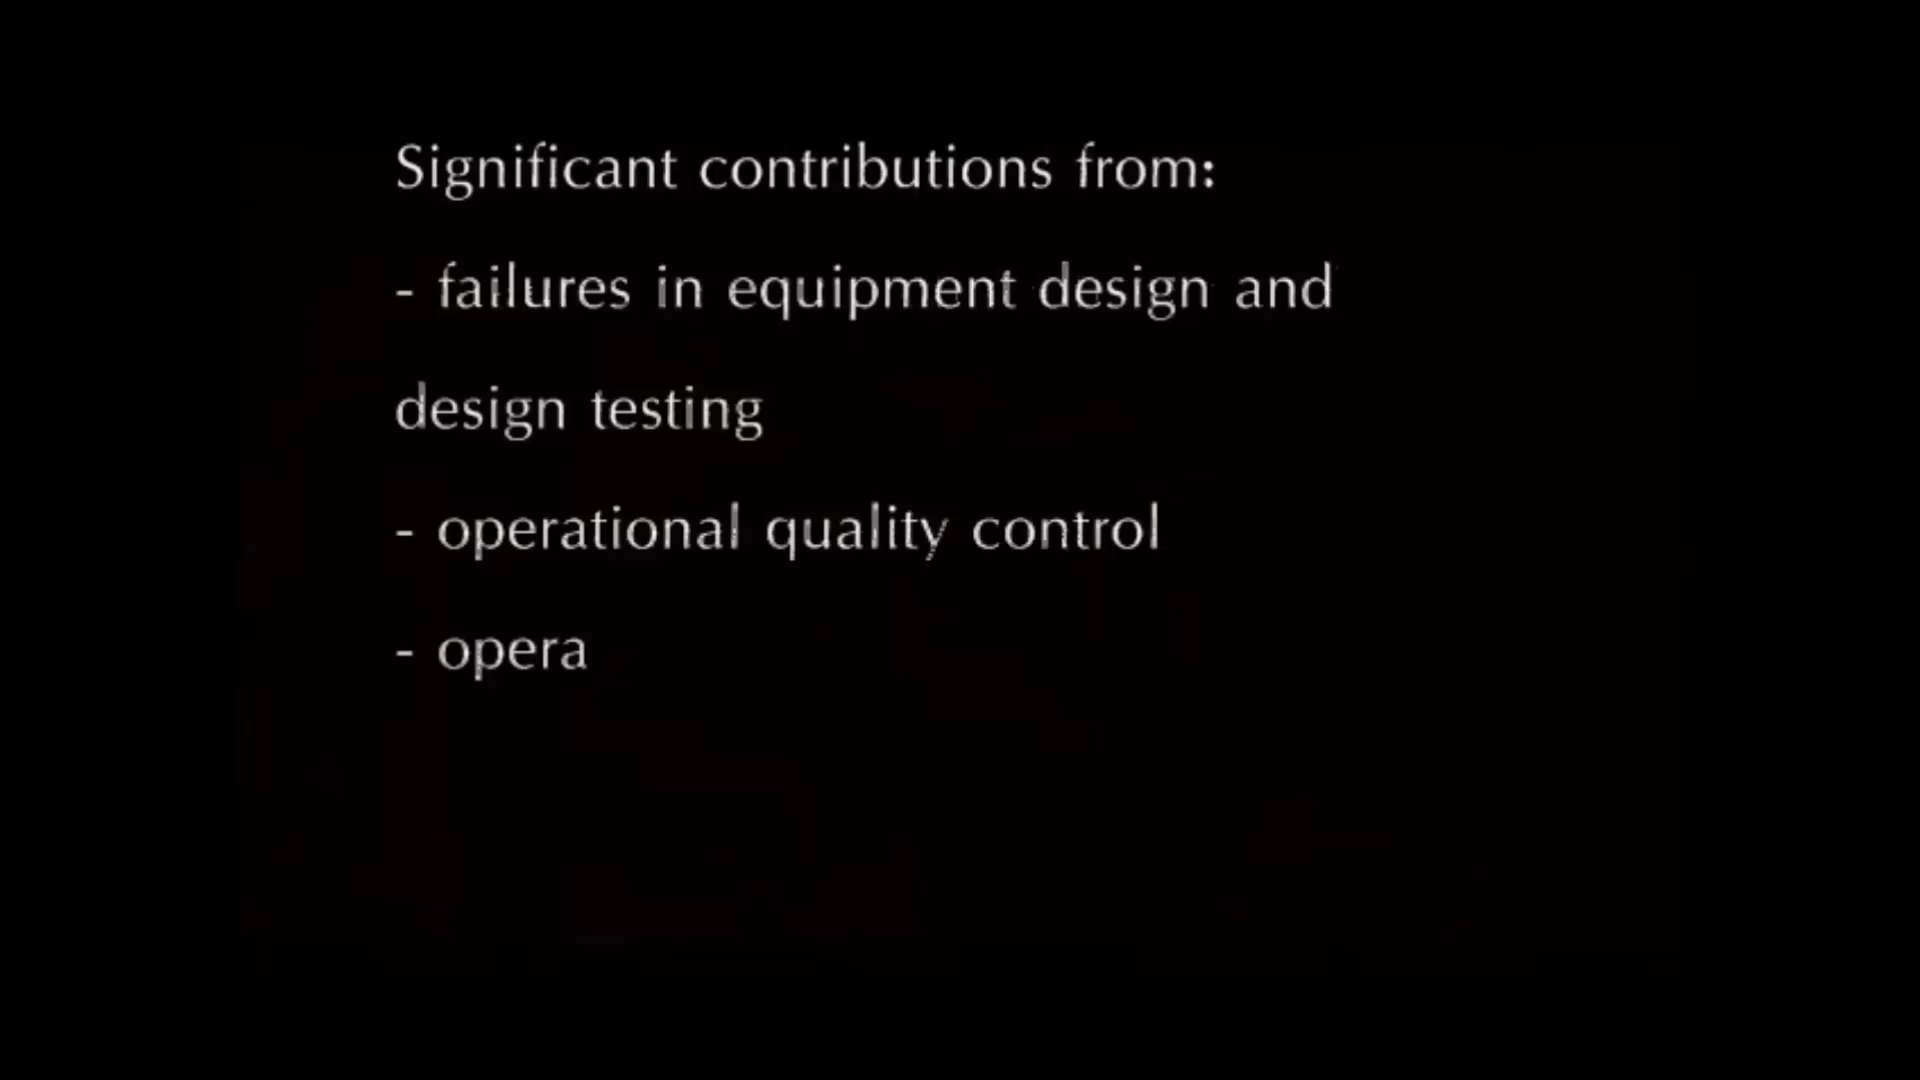 Significant contributions from:
- failures in equipment design and
design testing
- operational quality control
- opera